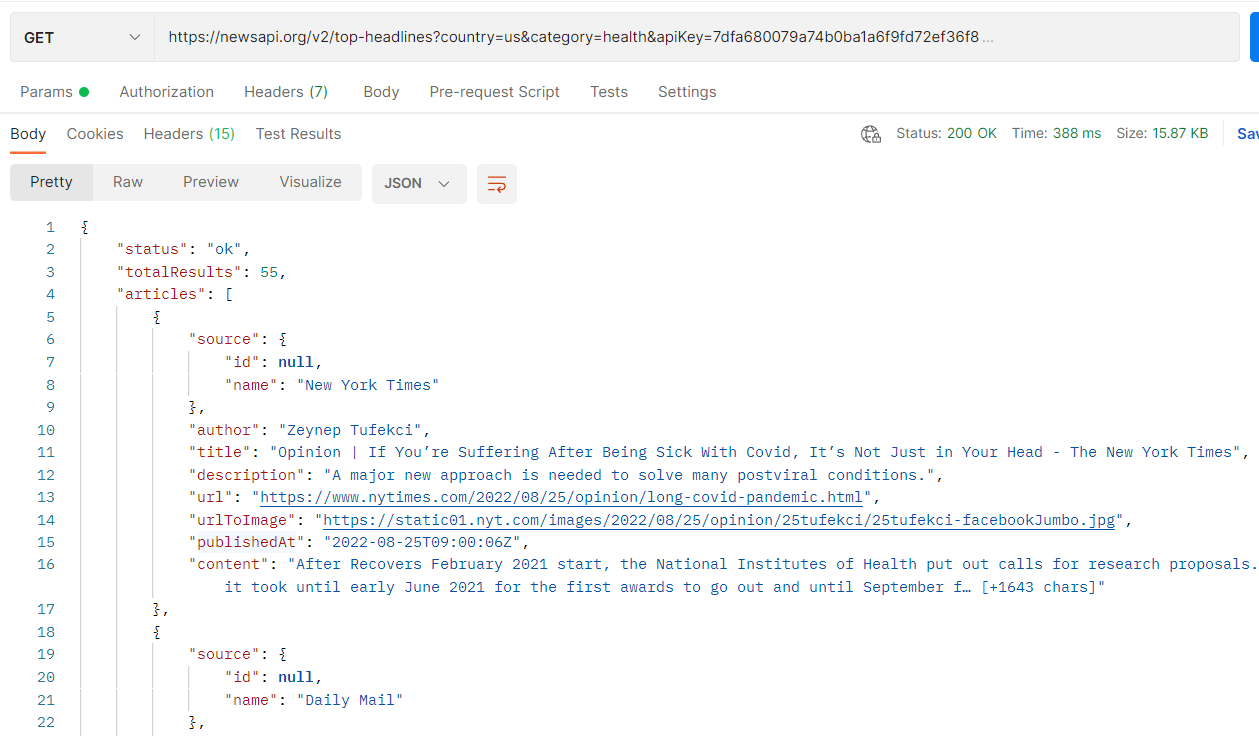 GET https://newsapi.org/v2/top-headlines?country=us&category=health&apiKey=7dfa680079a74b0ba1a6f9fd72ef36f8 ...
Params Authorization Headers (7) Body Pre-request Script Tests Settings
Body Cookies Headers (15) Test Results Status: 200 OK Time: 388 ms Size: 15.87 KB Sav
Pretty Raw Preview Visualize JSON
1 {
2 "status": "ok",
3 "totalResults": 55,
4 "articles": [
5 {
6 "source": {
7 "id": null,
8 "name": "New York Times"
9 },
10 "author": "Zeynep Tufekci",
11 "title": "Opinion | If You’re Suffering After Being Sick With Covid, It’s Not Just in Your Head - The New York Times",
12 "description": "A major new approach is needed to solve many postviral conditions.",
13 "url": "https://www.nytimes.com/2022/08/25/opinion/long-covid-pandemic.html",
14 "urlToImage": "https://static01.nyt.com/images/2022/08/25/opinion/25tufekci/25tufekci-facebookJumbo.jpg",
15 "publishedAt": "2022-08-25T09:00:06Z",
16 "content": "After Recovers February 2021 start, the National Institutes of Health put out calls for research proposals.
it took until early June 2021 for the first awards to go out and until September f… [+1643 chars]"
17 },
18 {
19 "source": {
20 "id": null,
21 "name": "Daily Mail"
22 },